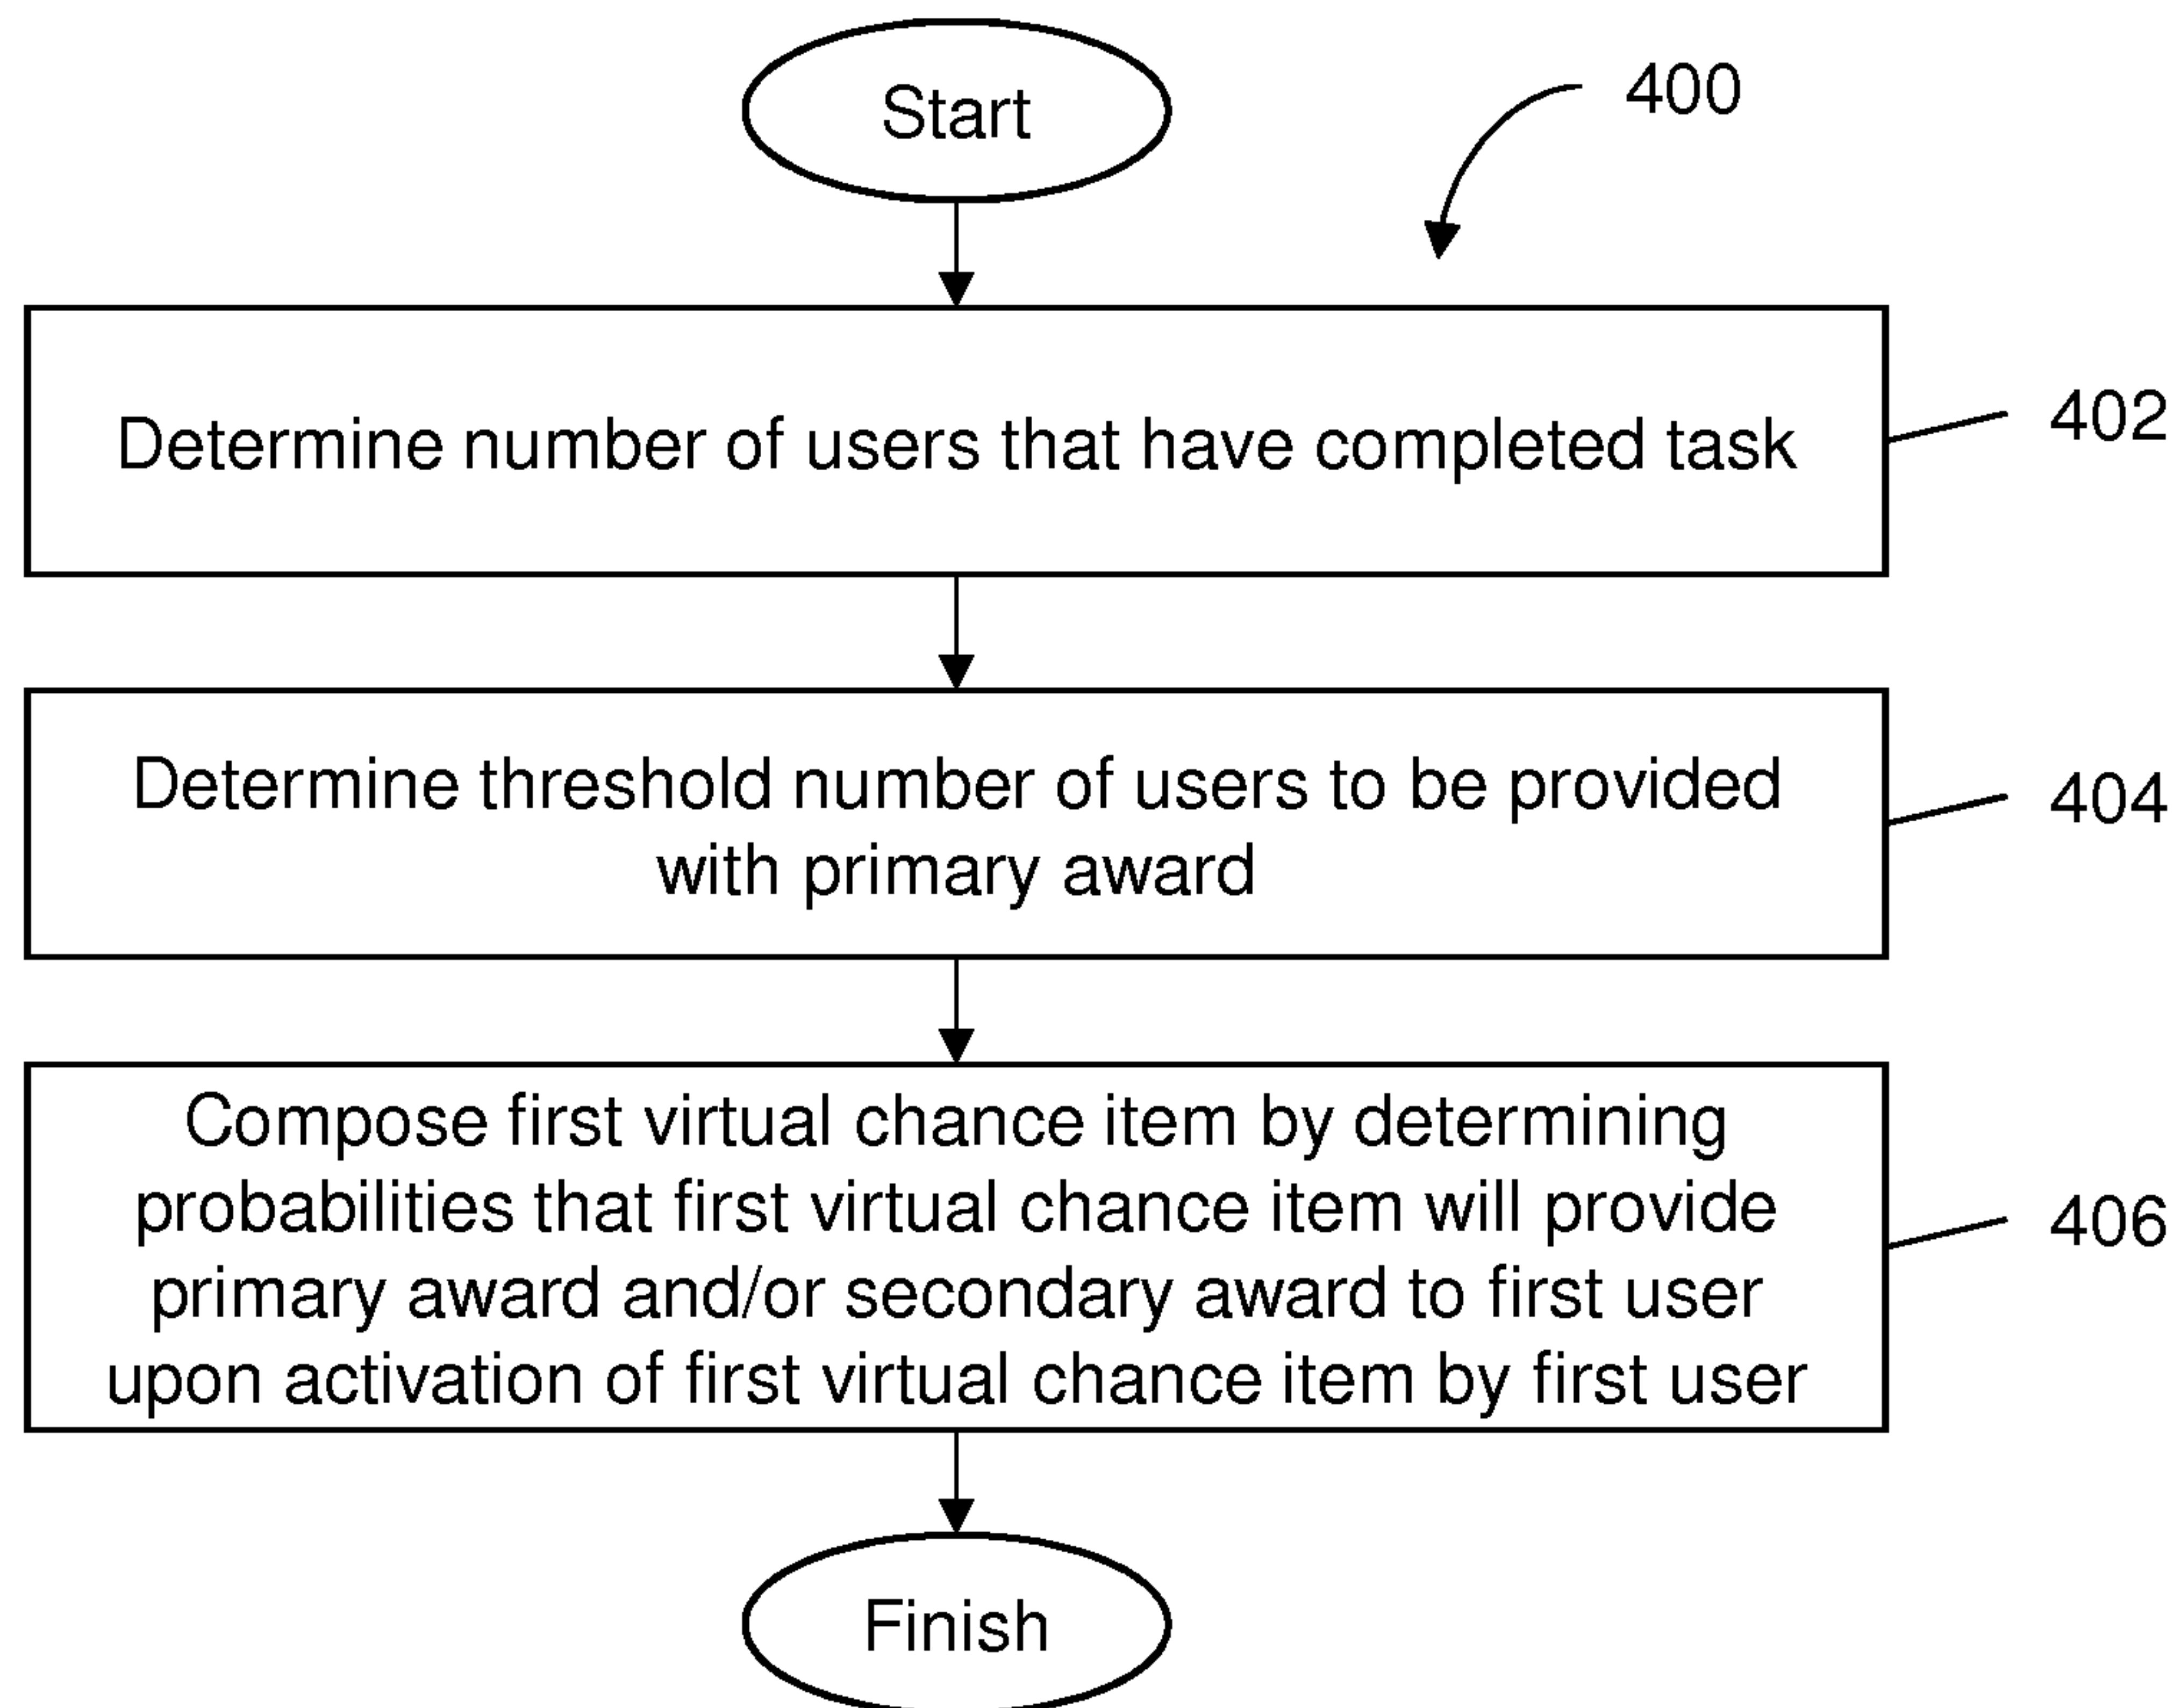 Start
400
Determine number of users that have completed task
402
Determine threshold number of users to be provided
with primary award
404
Compose first virtual chance item by determining
probabilities that first virtual chance item will provide
primary award and/or secondary award to first user
upon activation of first virtual chance item by first user
406
Finish